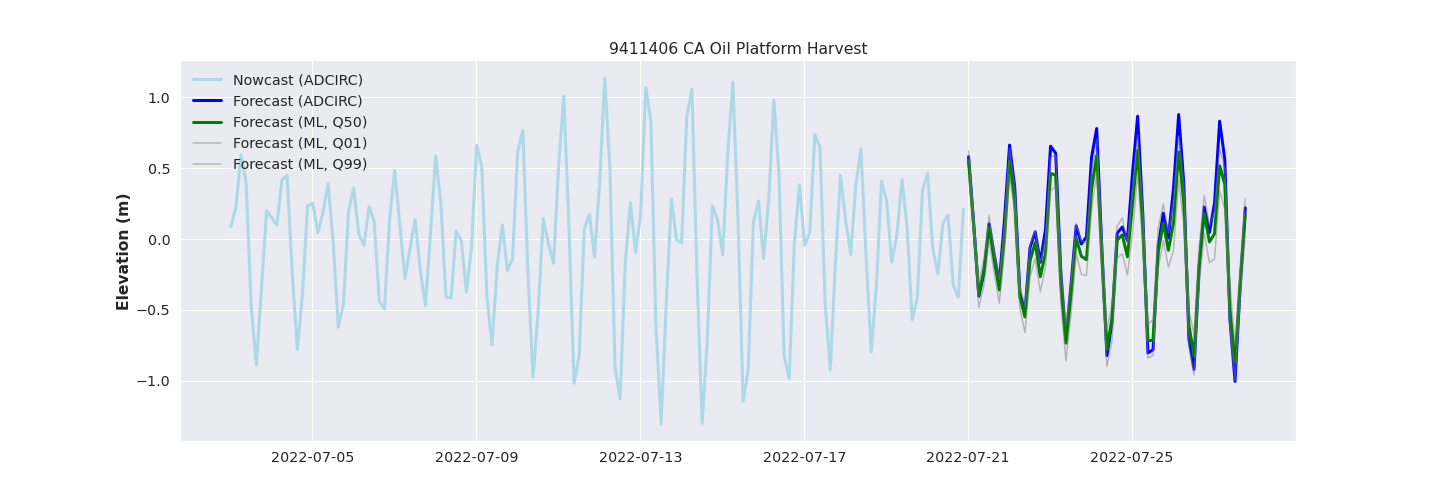 9411406 CA Oil Platform Harvest
Nowcast (ADCIRC)
Forecast (ADCIRC)
Forecast (ML, Q50)
Forecast (ML, Q01)
Forecast (ML, Q99)
Elevation (m)
1.0
0.5
0.0
−0.5
−1.0
2022-07-05
2022-07-09
2022-07-13
2022-07-17
2022-07-21
2022-07-25